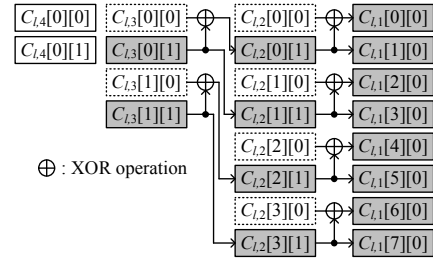 C_{l,4}[0][0] C_{l,3}[0][0] C_{l,2}[0][0] C_{l,1}[0][0]
C_{l,4}[0][1] C_{l,3}[0][1] C_{l,2}[0][1] C_{l,1}[1][0]
C_{l,3}[1][0] C_{l,2}[1][0] C_{l,1}[2][0]
C_{l,3}[1][1] C_{l,2}[1][1] C_{l,1}[3][0]
C_{l,2}[2][0] C_{l,1}[4][0]
⊕ : XOR operation C_{l,2}[2][1] C_{l,1}[5][0]
C_{l,2}[3][0] C_{l,1}[6][0]
C_{l,2}[3][1] C_{l,1}[7][0]